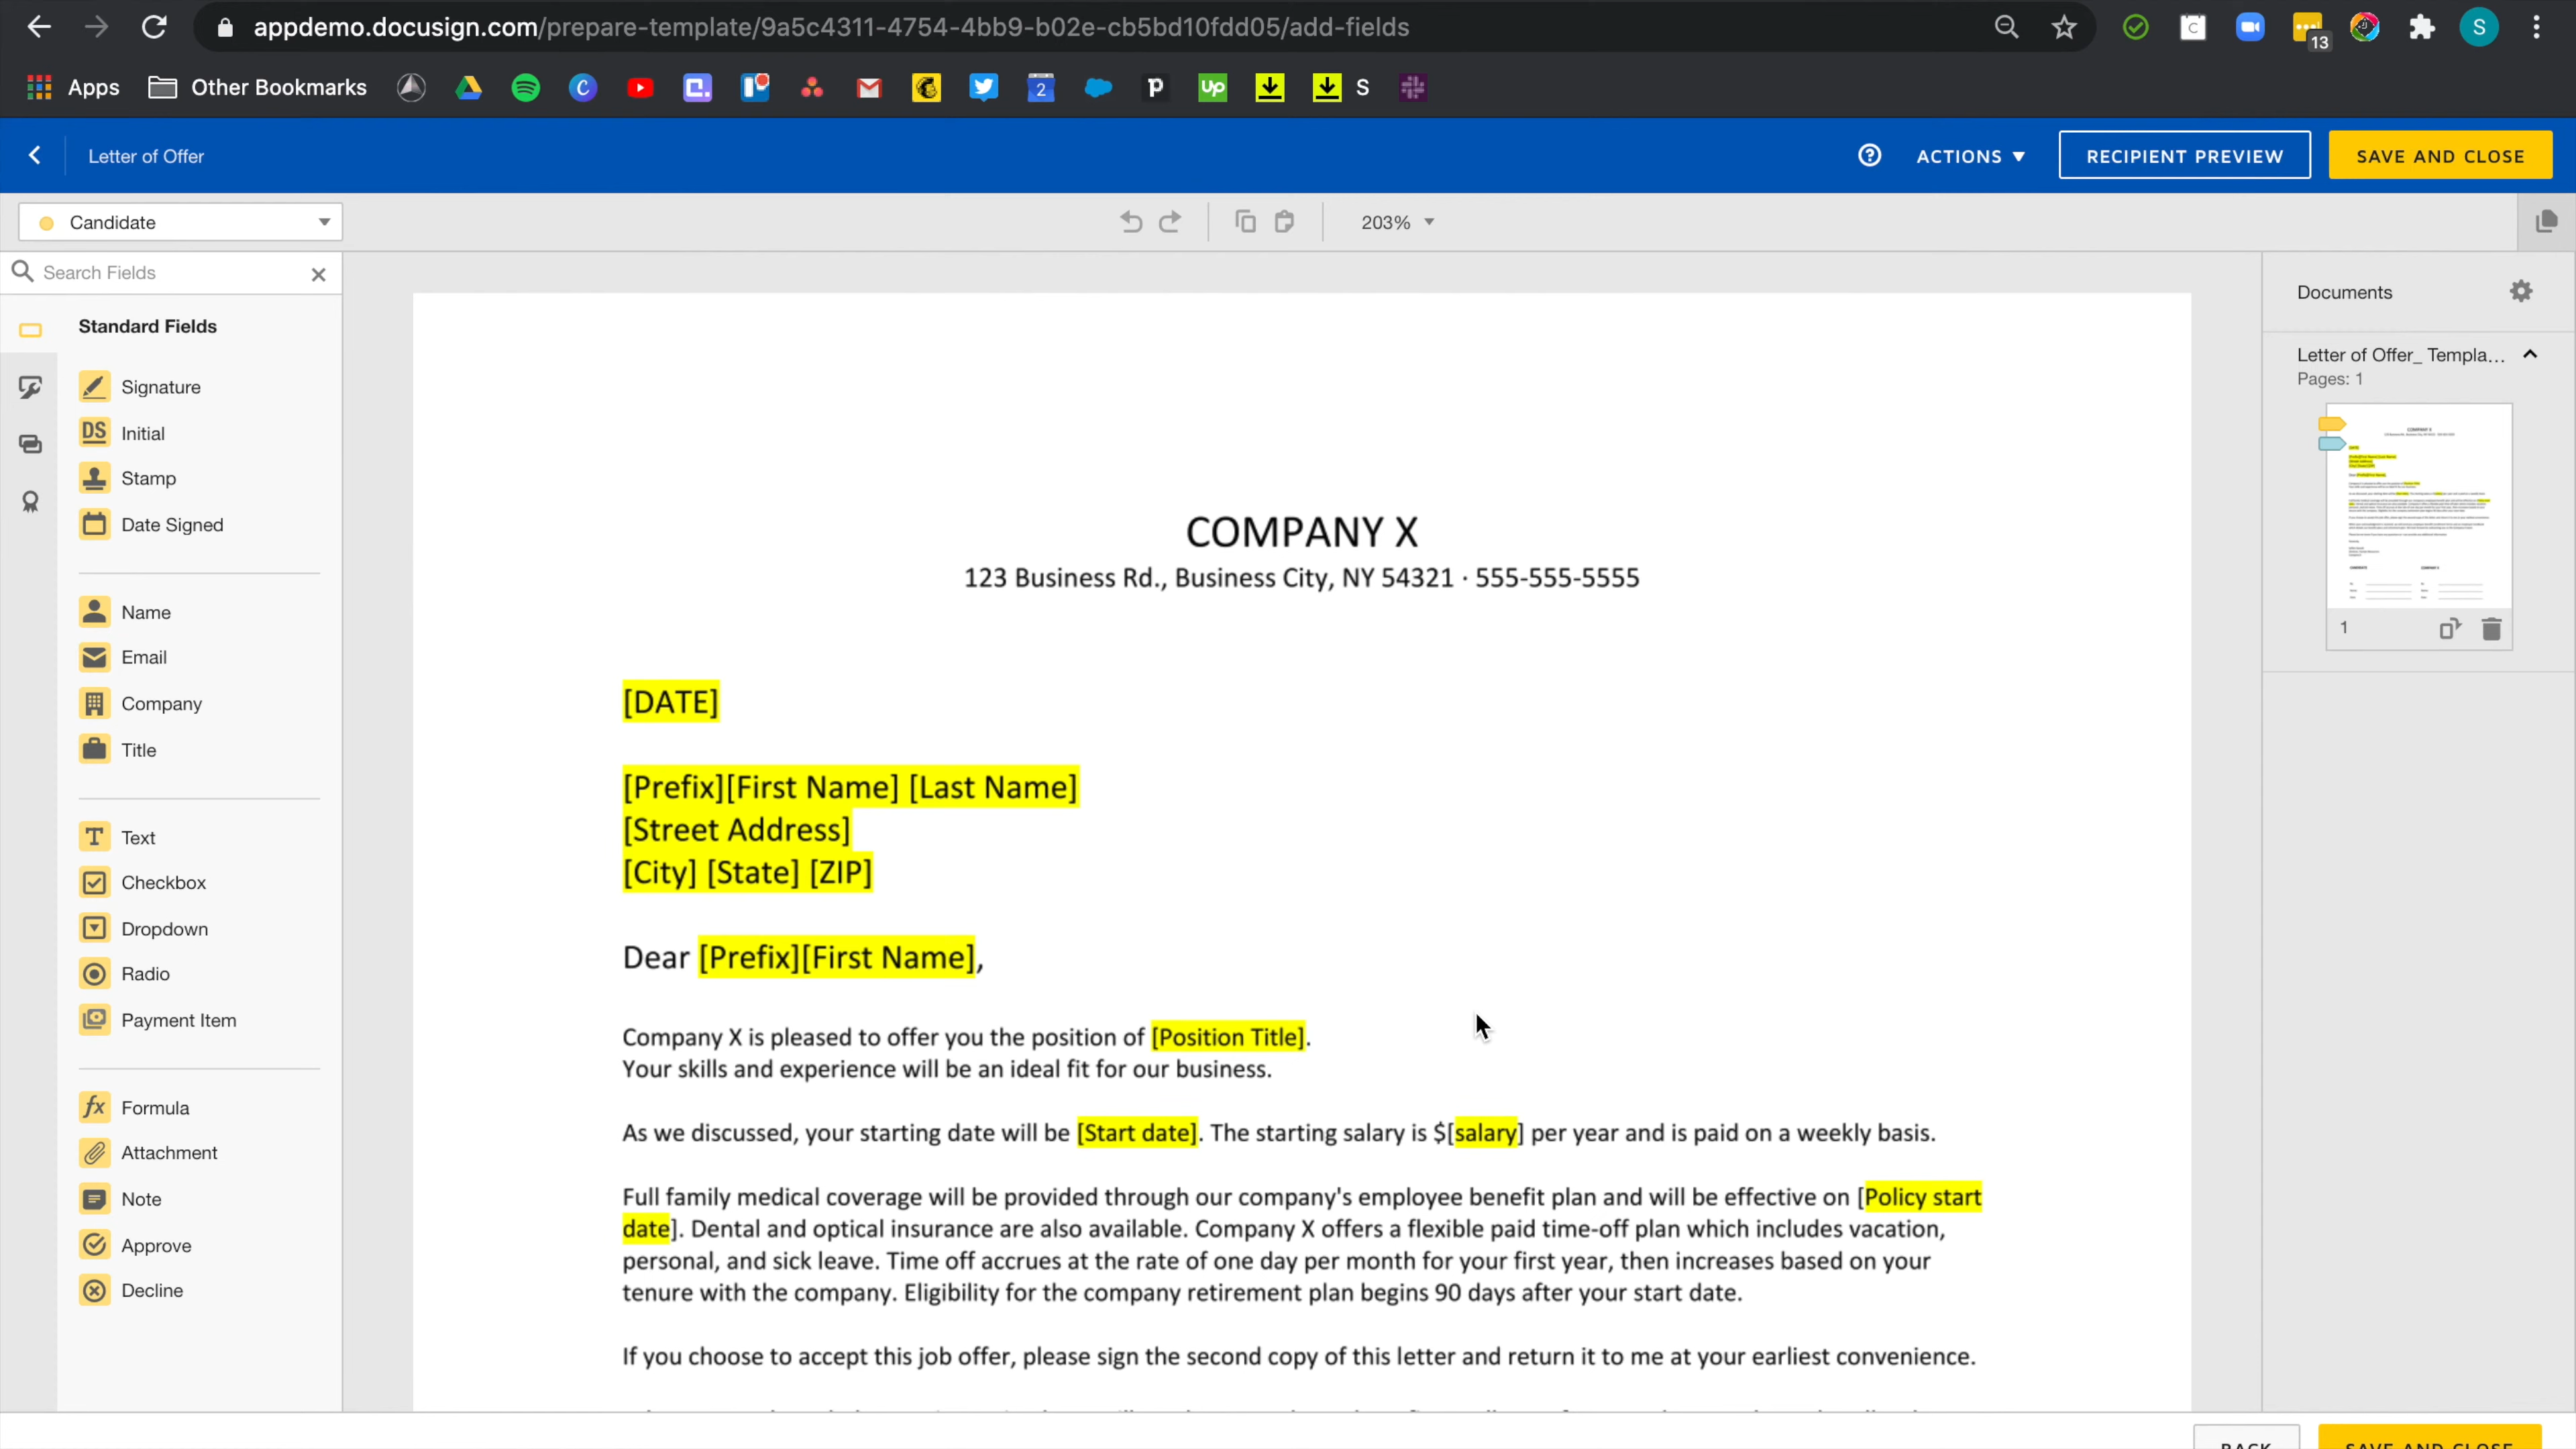 appdemo.docusign.com/prepare-template/9a5c4311-4754-4bb9-b02e-cb5bd10fdd05/add-fields
C
13
S
Apps
Other Bookmarks
2
up
S
Letter of Offer
ACTIONS
RECIPIENT PREVIEW
SAVE AND CLOSE
Candidate
203%
Search Fields
Standard Fields
Signature
DS Initial
Stamp
Date Signed
Name
Email
Company
Title
T Text
Checkbox
Dropdown
Radio
Payment Item
fx Formula
Attachment
Note
Approve
Decline
COMPANY X
123 Business Rd., Business City, NY 54321 · 555-555-5555
[DATE]
[Prefix][First Name] [Last Name]
[Street Address]
[City] [State] [ZIP]
Dear [Prefix][First Name],
Company X is pleased to offer you the position of [Position Title].
Your skills and experience will be an ideal fit for our business.
As we discussed, your starting date will be [Start date]. The starting salary is $[salary] per year and is paid on a weekly basis.
Full family medical coverage will be provided through our company's employee benefit plan and will be effective on [Policy start
date]. Dental and optical insurance are also available. Company X offers a flexible paid time-off plan which includes vacation,
personal, and sick leave. Time off accrues at the rate of one day per month for your first year, then increases based on your
tenure with the company. Eligibility for the company retirement plan begins 90 days after your start date.
If you choose to accept this job offer, please sign the second copy of this letter and return it to me at your earliest convenience.
Documents
Letter of Offer_ Templa...
Pages: 1
COMPANY X
1
BACK
SAVE AND CLOSE